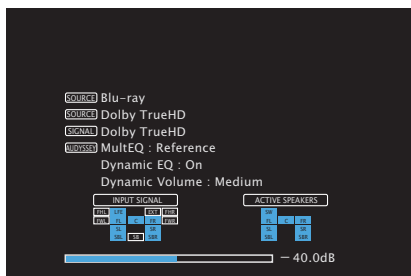 SOURCE Blu-ray
SOURCE Dolby TrueHD
SIGNAL Dolby TrueHD
AUDYSSEY MultEQ : Reference
Dynamic EQ : On
Dynamic Volume : Medium
INPUT SIGNAL ACTIVE SPEAKERS
FHL LFE EXT FHR SW
FWL FL C FR FWR FL C FR
SL SR SL SR
SBL SB SBR SBL SBR
- 40.0dB